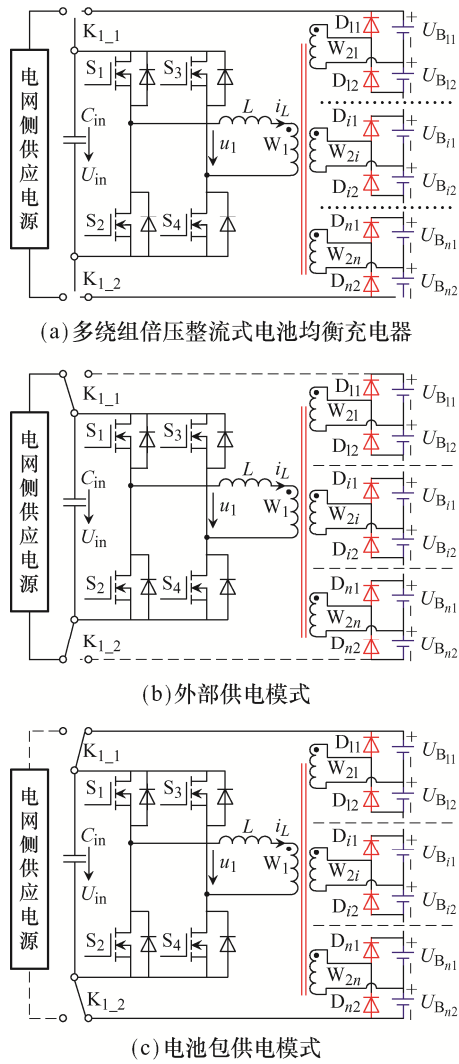 电网侧供应电源
K1_1
S1
S3
Cin
Uin
L
iL
u1
W1
S2
S4
K1_2
D11
W21
D12
UB11
UB12
Di1
W2i
Di2
UBi1
UBi2
Dn1
W2n
Dn2
UBn1
UBn2
(a) 多绕组倍压整流式电池均衡充电器
电网侧供应电源
K1_1
S1
S3
Cin
Uin
L
iL
u1
W1
S2
S4
K1_2
D11
W21
D12
UB11
UB12
Di1
W2i
Di2
UBi1
UBi2
Dn1
W2n
Dn2
UBn1
UBn2
(b) 外部供电模式
电网侧供应电源
K1_1
S1
S3
Cin
Uin
L
iL
u1
W1
S2
S4
K1_2
D11
W21
D12
UB11
UB12
Di1
W2i
Di2
UBi1
UBi2
Dn1
W2n
Dn2
UBn1
UBn2
(c) 电池包供电模式